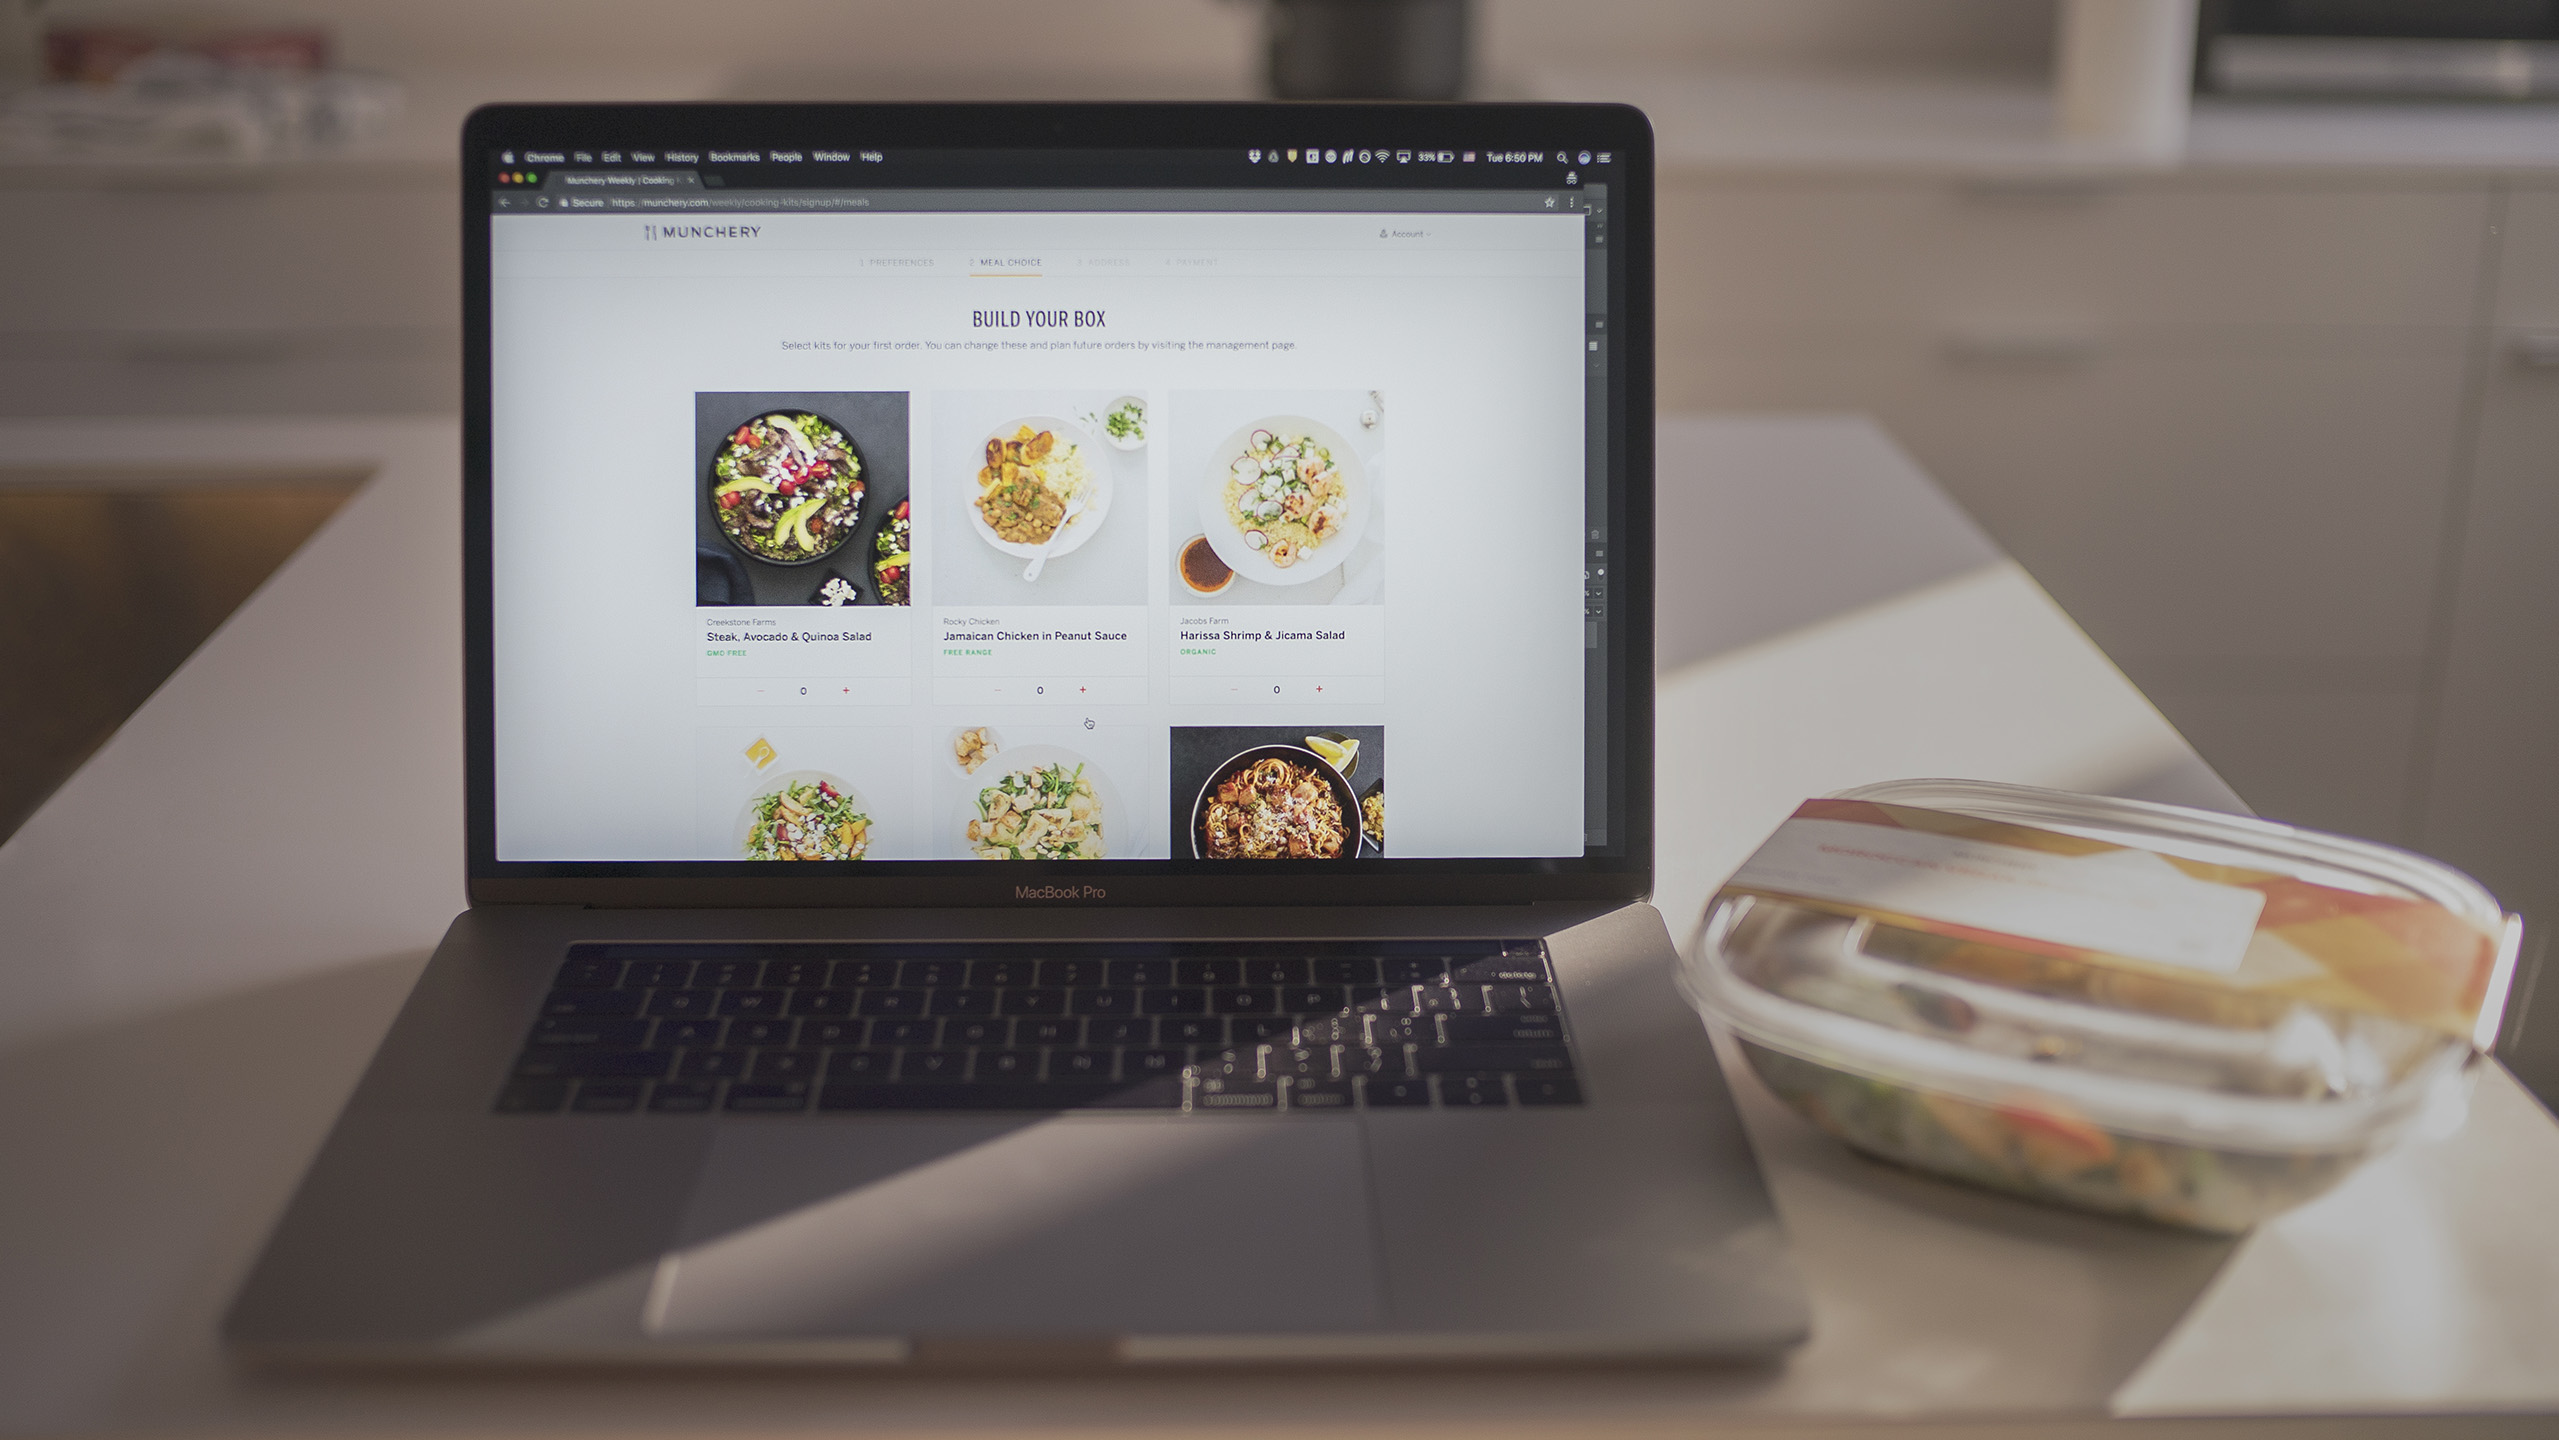 Chrome File Edit View History Bookmarks People Window Help
33% Tue 6:50 PM
Munchery Weekly | Cooking K
Secure https://munchery.com/weekly/cooking-kits/signup/#/meals
MUNCHERY
Account
1 PREFERENCES 2 MEAL CHOICE 3 ADDRESS 4 PAYMENT
BUILD YOUR BOX
Select kits for your first order. You can change these and plan future orders by visiting the management page.
Creekstone Farms
Steak, Avocado & Quinoa Salad
GMO FREE
− 0 +
Rocky Chicken
Jamaican Chicken in Peanut Sauce
FREE RANGE
− 0 +
Jacobs Farm
Harissa Shrimp & Jicama Salad
ORGANIC
− 0 +
MacBook Pro